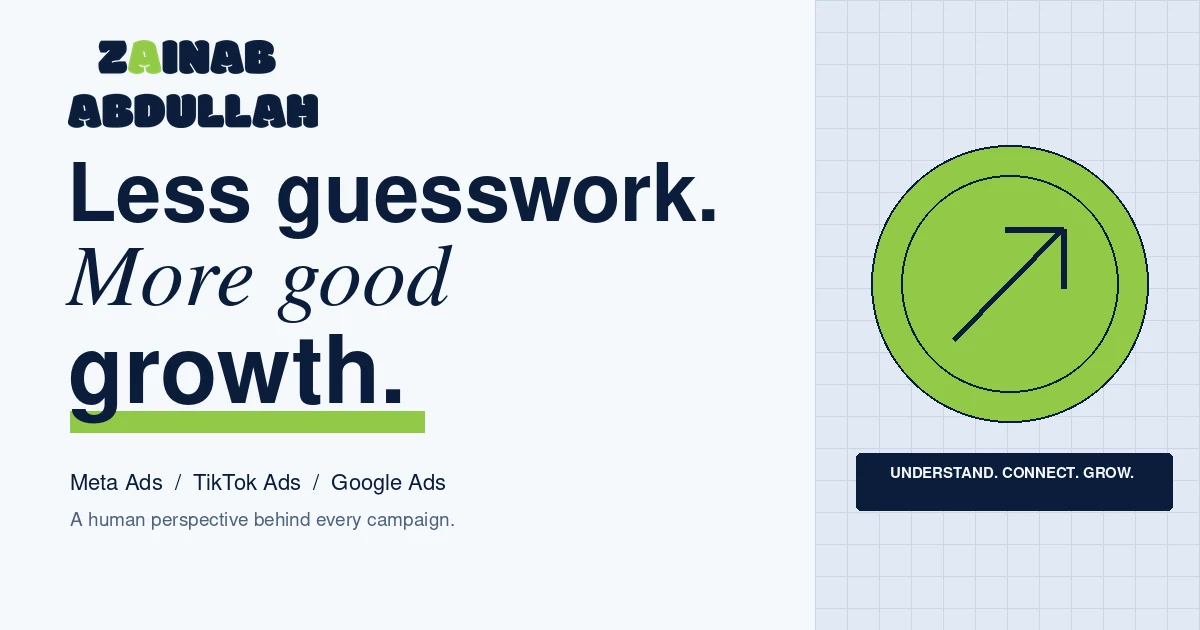 ZAINAB
ABDULLAH
Less guesswork.
More good
growth.
Meta Ads / TikTok Ads / Google Ads
A human perspective behind every campaign.
UNDERSTAND. CONNECT. GROW.